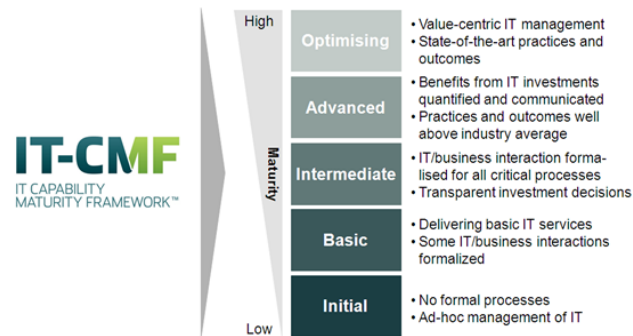 IT-CMF
IT CAPABILITY
MATURITY FRAMEWORK™
High
Maturity
Low
Optimising
• Value-centric IT management
• State-of-the-art practices and
outcomes
Advanced
• Benefits from IT investments
quantified and communicated
• Practices and outcomes well
above industry average
Intermediate
• IT/business interaction forma-
lised for all critical processes
• Transparent investment decisions
Basic
• Delivering basic IT services
• Some IT/business interactions
formalized
Initial
• No formal processes
• Ad-hoc management of IT